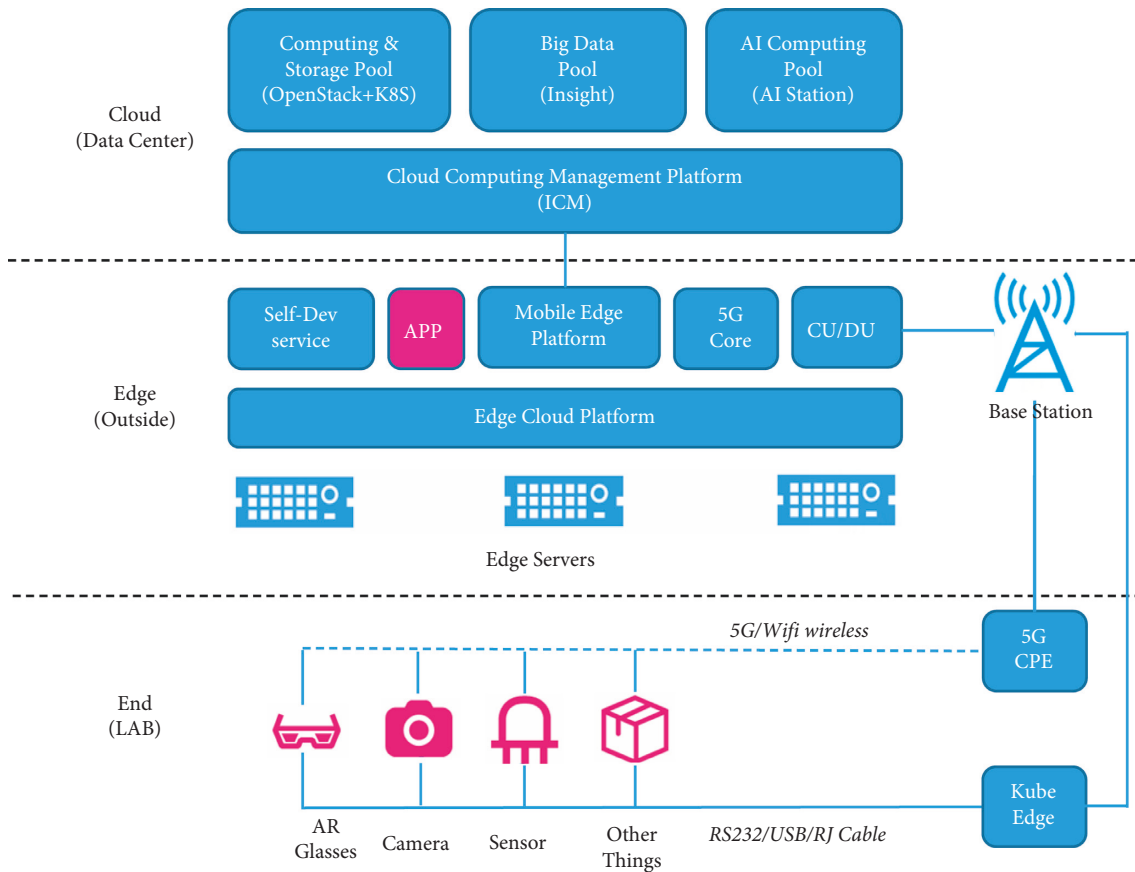 Computing &
Storage Pool
(OpenStack+K8S)
Big Data
Pool
(Insight)
AI Computing
Pool
(AI Station)
Cloud
(Data Center)
Cloud Computing Management Platform
(ICM)
Self-Dev
service
APP
Mobile Edge
Platform
5G
Core
CU/DU
Edge
(Outside)
Edge Cloud Platform
Base Station
Edge Servers
5G/Wifi wireless
5G
CPE
End
(LAB)
Kube
Edge
AR
Glasses
Camera
Sensor
Other
Things
RS232/USB/RJ Cable